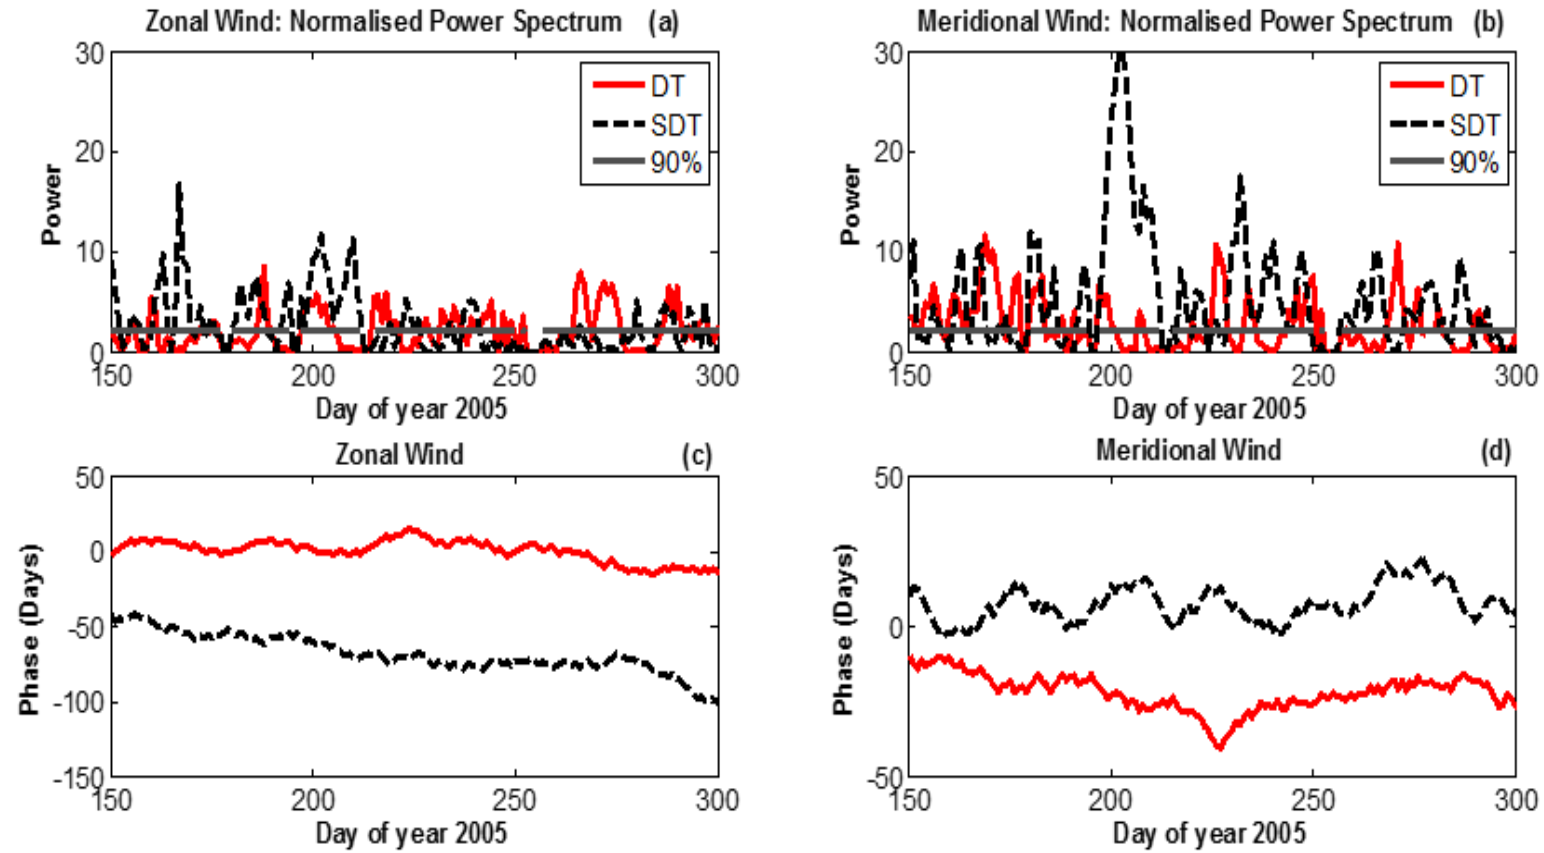 Zonal Wind: Normalised Power Spectrum (a)
30
20
10
0
Power
DT
SDT
90%
150 200 250 300
Day of year 2005
Meridional Wind: Normalised Power Spectrum (b)
30
20
10
0
Power
DT
SDT
90%
150 200 250 300
Day of year 2005
Zonal Wind (c)
50
0
-50
-100
-150
Phase (Days)
150 200 250 300
Day of year 2005
Meridional Wind (d)
50
0
-50
Phase (Days)
150 200 250 300
Day of year 2005